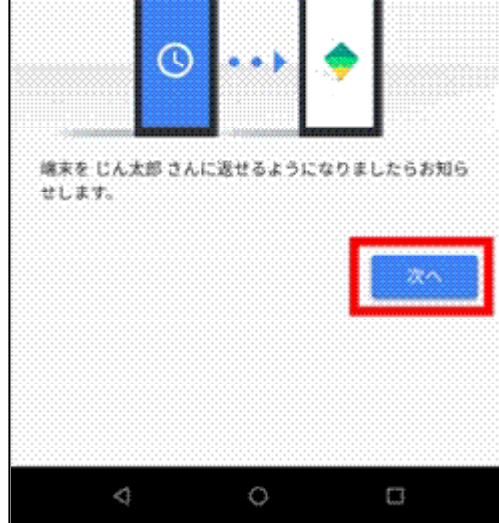 端末を じん太郎 さんに返せるようになりましたらお知ら
せします。
次へ